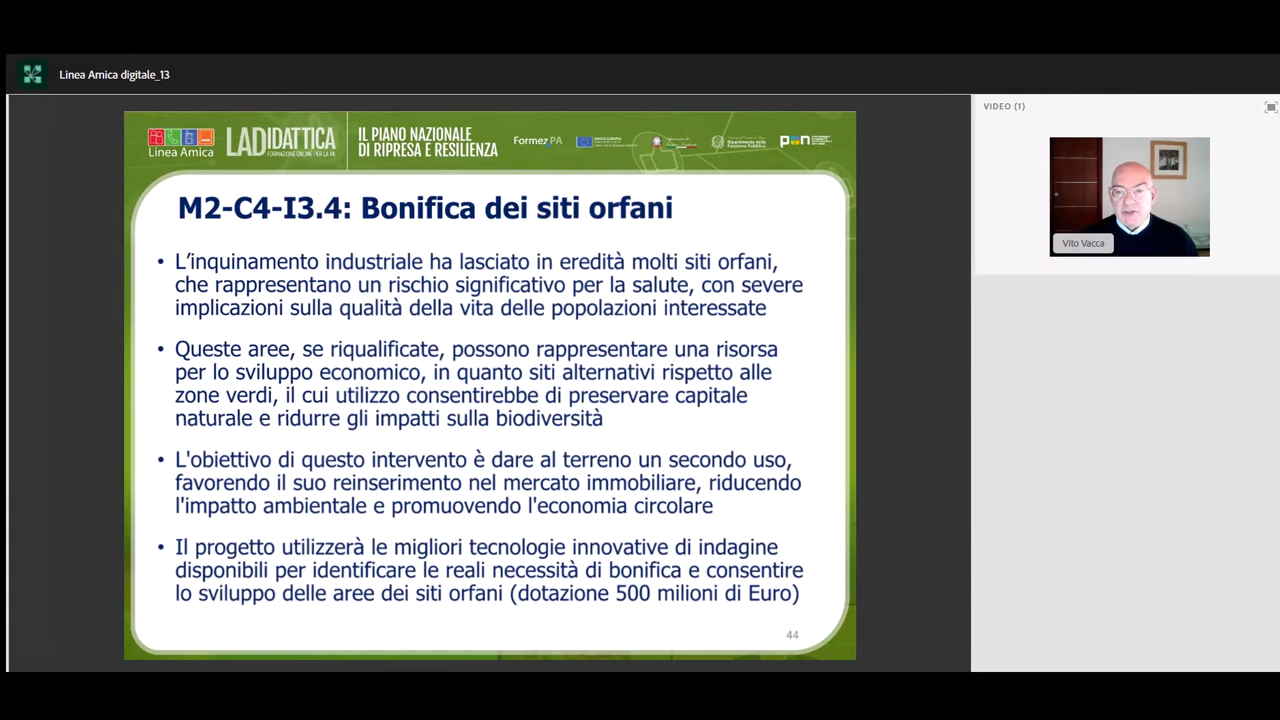 Linea Amica digitale_13
VIDEO (1)
Linea Amica
LADIDATTICA
FORMAZIONE ONLINE PER LA PA
IL PIANO NAZIONALE
DI RIPRESA E RESILIENZA
Formez PA
UNIONE EUROPEA
Dipartimento della
Funzione Pubblica
Vito Vacca
M2-C4-I3.4: Bonifica dei siti orfani
• L’inquinamento industriale ha lasciato in eredità molti siti orfani,
che rappresentano un rischio significativo per la salute, con severe
implicazioni sulla qualità della vita delle popolazioni interessate
• Queste aree, se riqualificate, possono rappresentare una risorsa
per lo sviluppo economico, in quanto siti alternativi rispetto alle
zone verdi, il cui utilizzo consentirebbe di preservare capitale
naturale e ridurre gli impatti sulla biodiversità
• L'obiettivo di questo intervento è dare al terreno un secondo uso,
favorendo il suo reinserimento nel mercato immobiliare, riducendo
l'impatto ambientale e promuovendo l'economia circolare
• Il progetto utilizzerà le migliori tecnologie innovative di indagine
disponibili per identificare le reali necessità di bonifica e consentire
lo sviluppo delle aree dei siti orfani (dotazione 500 milioni di Euro)
44